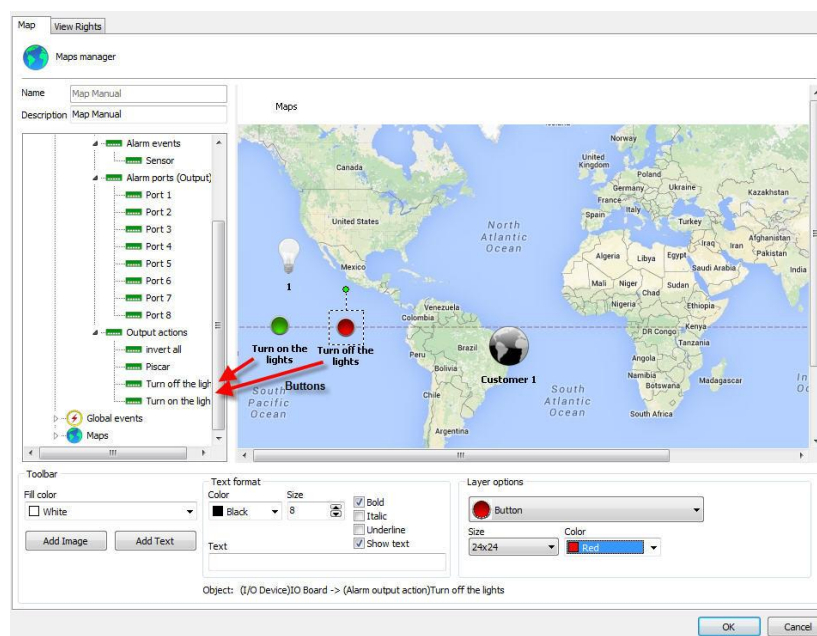 Map View Rights
Maps manager
Name Map Manual
Description Map Manual
Alarm events
Sensor
Alarm ports (Output)
Port 1
Port 2
Port 3
Port 4
Port 5
Port 6
Port 7
Port 8
Output actions
invert all
Piscar
Turn off the ligh
Turn on the ligh
Global events
Maps
Maps
Norway
United
Kingdom
Poland
Germany
Ukraine
Kazakhstan
France
Italy
Spain
Turkey
Canada
United States
North
Atlantic
Ocean
Iraq
Iran
Afghanistan
Pakistan
Algeria
Libya
Egypt
Saudi Arabia
India
Mexico
Mali
Niger
Chad
Sudan
Nigeria
Ethiopia
1
Venezuela
Colombia
DR Congo
Kenya
Tanzania
Turn on the
lights
Turn off the
lights
Peru
Brazil
Angola
Bolivia
Namibia
Botswana
Madagascar
Customer 1
Buttons
South
Pacific
Ocean
Chile
South
Atlantic
Ocean
In
Oc
South Africa
Argentina
Toolbar
Fill color
White
Add Image
Add Text
Text format
Color Size
Black 8
Bold
Italic
Underline
Show text
Text
Layer options
Button
Size Color
24x24 Red
Object: (I/O Device)IO Board -> (Alarm output action)Turn off the lights
OK Cancel